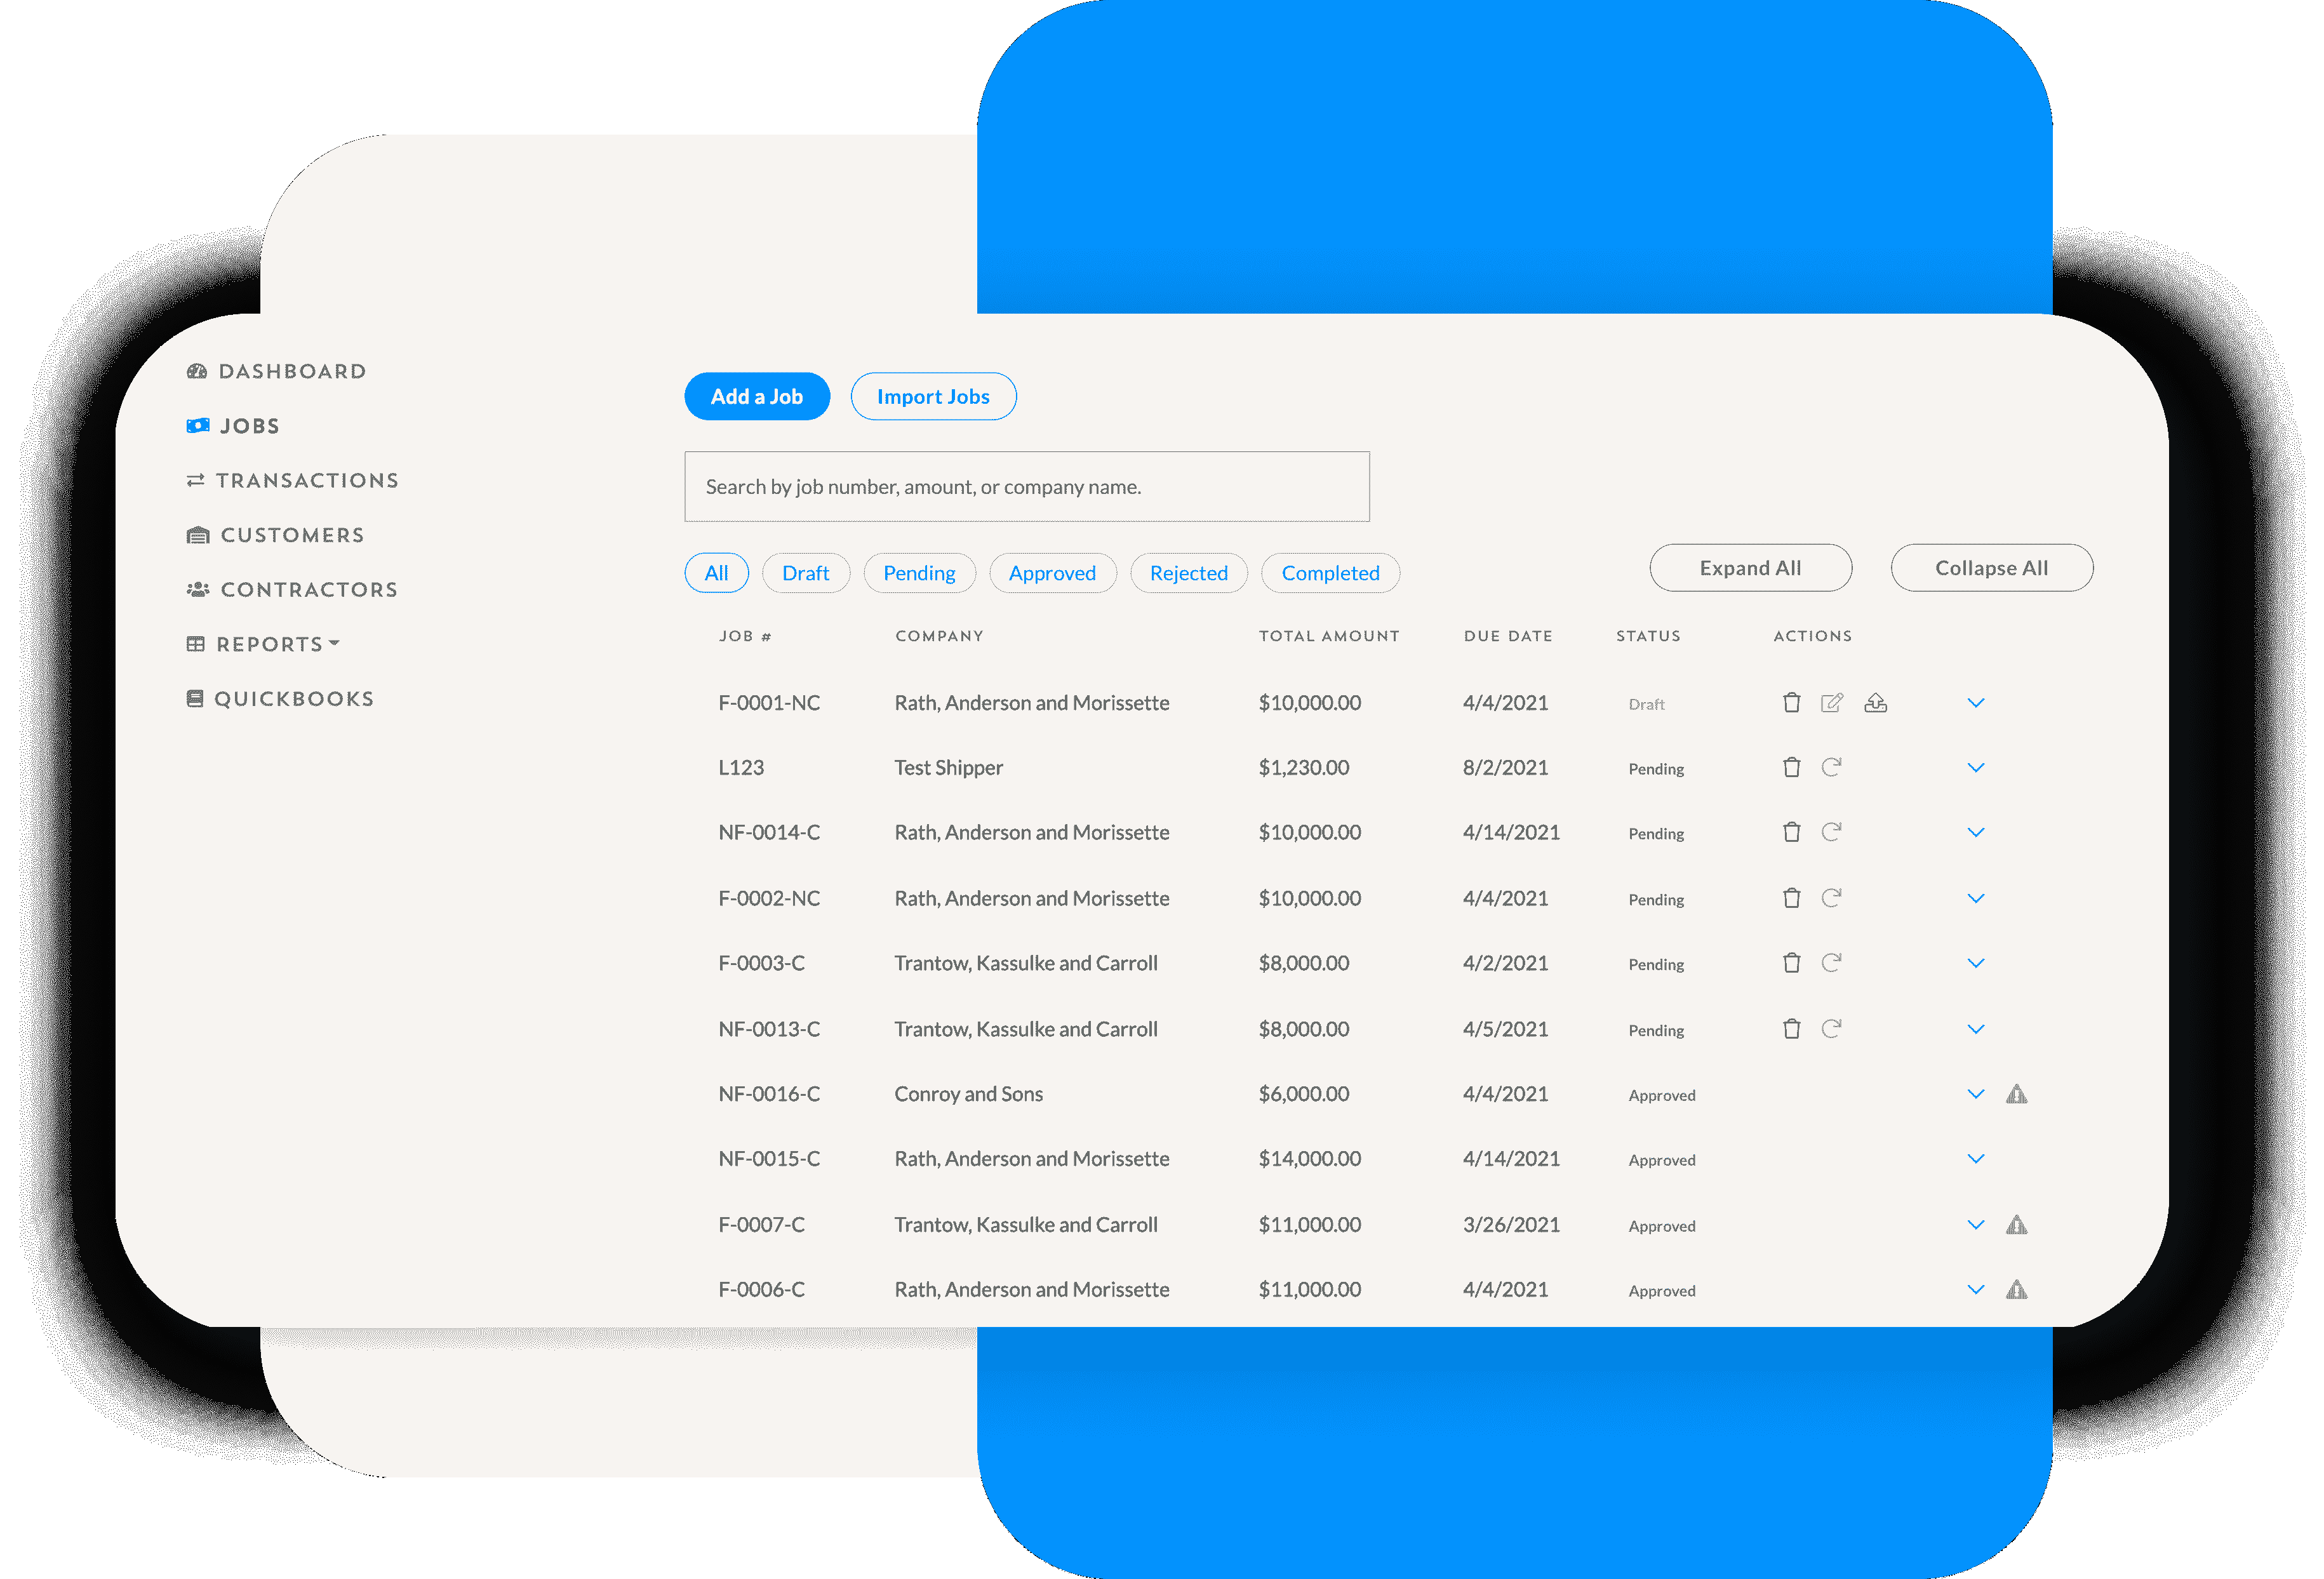 DASHBOARD
JOBS
TRANSACTIONS
CUSTOMERS
CONTRACTORS
REPORTS
QUICKBOOKS
Add a Job Import Jobs
Search by job number, amount, or company name.
All Draft Pending Approved Rejected Completed Expand All Collapse All
JOB # COMPANY TOTAL AMOUNT DUE DATE STATUS ACTIONS
F-0001-NC Rath, Anderson and Morissette $10,000.00 4/4/2021 Draft
L123 Test Shipper $1,230.00 8/2/2021 Pending
NF-0014-C Rath, Anderson and Morissette $10,000.00 4/14/2021 Pending
F-0002-NC Rath, Anderson and Morissette $10,000.00 4/4/2021 Pending
F-0003-C Trantow, Kassulke and Carroll $8,000.00 4/2/2021 Pending
NF-0013-C Trantow, Kassulke and Carroll $8,000.00 4/5/2021 Pending
NF-0016-C Conroy and Sons $6,000.00 4/4/2021 Approved
NF-0015-C Rath, Anderson and Morissette $14,000.00 4/14/2021 Approved
F-0007-C Trantow, Kassulke and Carroll $11,000.00 3/26/2021 Approved
F-0006-C Rath, Anderson and Morissette $11,000.00 4/4/2021 Approved